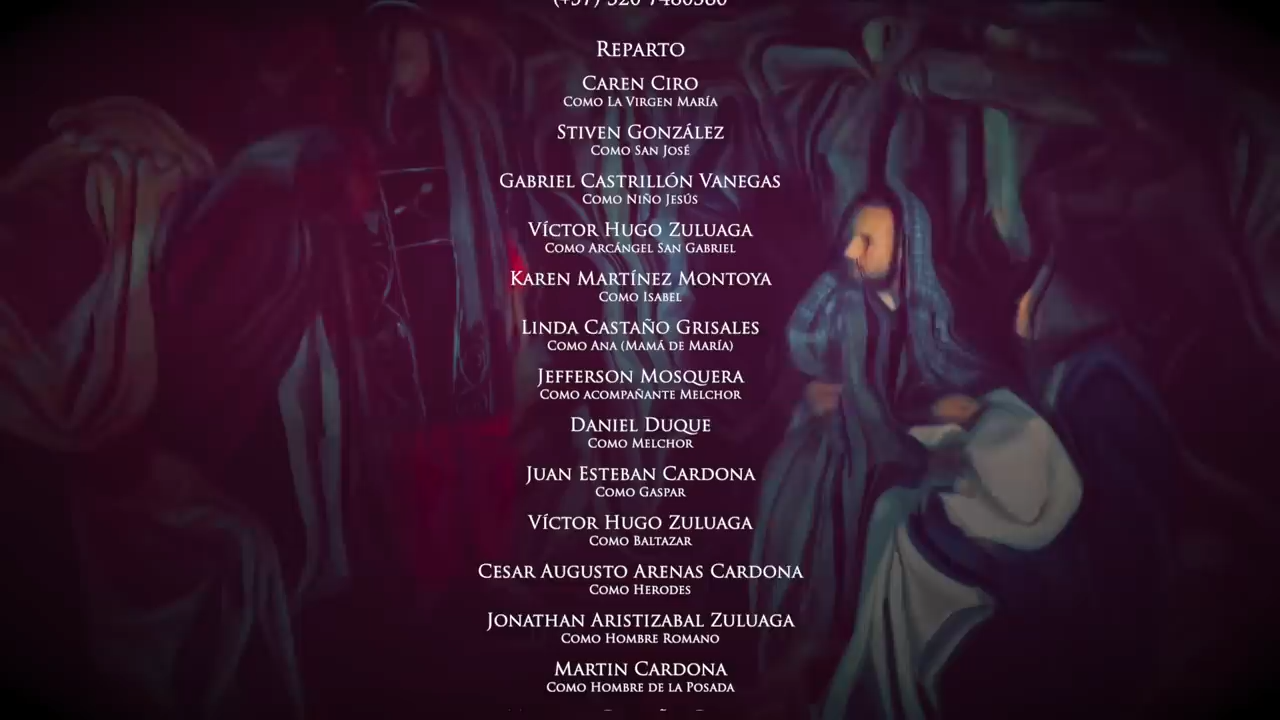 Reparto
Caren Ciro
Como La Virgen María
Stiven González
Como San José
Gabriel Castrillón Vanegas
Como Niño Jesús
Víctor Hugo Zuluaga
Como Arcángel San Gabriel
Karen Martínez Montoya
Como Isabel
Linda Castaño Grisales
Como Ana (Mamá de María)
Jefferson Mosquera
Como acompañante Melchor
Daniel Duque
Como Melchor
Juan Esteban Cardona
Como Gaspar
Víctor Hugo Zuluaga
Como Baltazar
Cesar Augusto Arenas Cardona
Como Herodes
Jonathan Aristizabal Zuluaga
Como Hombre Romano
Martin Cardona
Como Hombre de la Posada